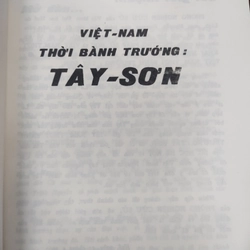 VIỆT-NAM
THỜI BÀNH TRƯỚNG :
TÂY-SƠN